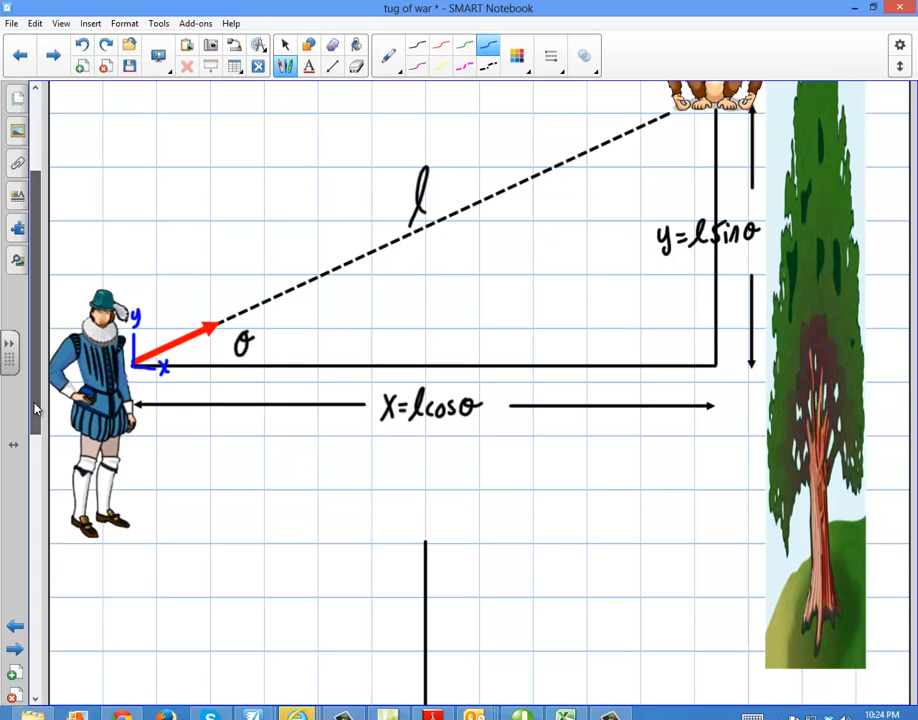 tug of war * - SMART Notebook
File Edit View Insert Format Tools Add-ons Help
A
l
y=lsinθ
y
x
θ
x=lcosθ
10:24 PM